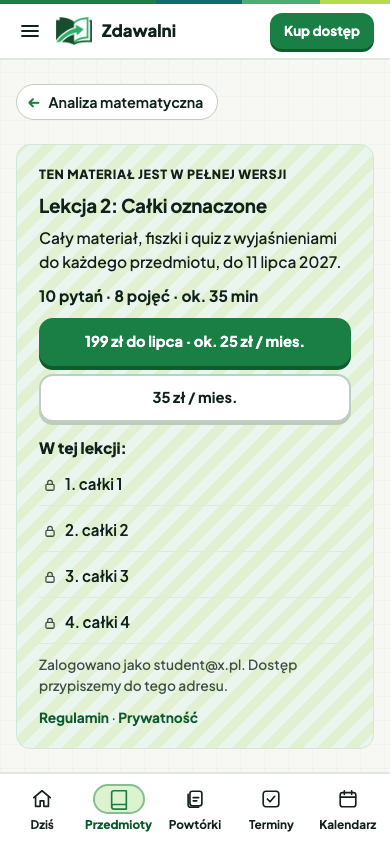 Zdawalni
Kup dostęp
← Analiza matematyczna
TEN MATERIAŁ JEST W PEŁNEJ WERSJI
Lekcja 2: Całki oznaczone
Cały materiał, fiszki i quiz z wyjaśnieniami
do każdego przedmiotu, do 11 lipca 2027.
10 pytań · 8 pojęć · ok. 35 min
199 zł do lipca · ok. 25 zł / mies.
35 zł / mies.
W tej lekcji:
1. całki 1
2. całki 2
3. całki 3
4. całki 4
Zalogowano jako student@x.pl. Dostęp
przypiszemy do tego adresu.
Regulamin · Prywatność
Dziś
Przedmioty
Powtórki
Terminy
Kalendarz